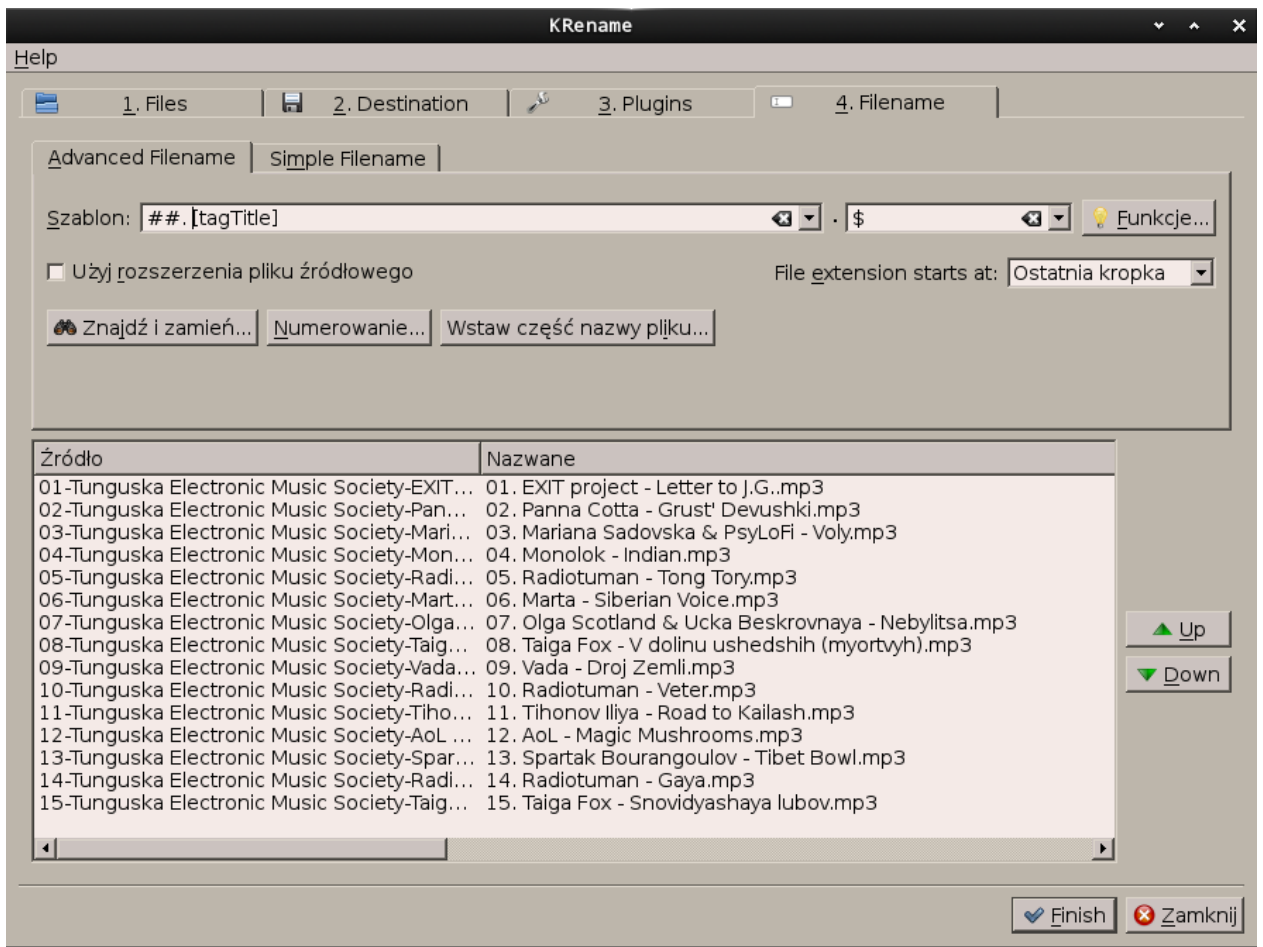 KRename
Help
1. Files
2. Destination
3. Plugins
4. Filename
Advanced Filename
Simple Filename
Szablon: ##. [tagTitle] . $ Funkcje...
Użyj rozszerzenia pliku źródłowego
File extension starts at: Ostatnia kropka
Znajdź i zamień... Numerowanie... Wstaw część nazwy pliku...
Źródło Nazwane
01-Tunguska Electronic Music Society-EXIT... 01. EXIT project - Letter to J.G..mp3
02-Tunguska Electronic Music Society-Pan... 02. Panna Cotta - Grust' Devushki.mp3
03-Tunguska Electronic Music Society-Mari... 03. Mariana Sadovska & PsyLoFi - Voly.mp3
04-Tunguska Electronic Music Society-Mon... 04. Monolok - Indian.mp3
05-Tunguska Electronic Music Society-Radi... 05. Radiotuman - Tong Tory.mp3
06-Tunguska Electronic Music Society-Mart... 06. Marta - Siberian Voice.mp3
07-Tunguska Electronic Music Society-Olga... 07. Olga Scotland & Ucka Beskrovnaya - Nebylitsa.mp3
08-Tunguska Electronic Music Society-Taig... 08. Taiga Fox - V dolinu ushedshih (myortvyh).mp3
09-Tunguska Electronic Music Society-Vada... 09. Vada - Droj Zemli.mp3
10-Tunguska Electronic Music Society-Radi... 10. Radiotuman - Veter.mp3
11-Tunguska Electronic Music Society-Tiho... 11. Tihonov Iliya - Road to Kailash.mp3
12-Tunguska Electronic Music Society-AoL ... 12. AoL - Magic Mushrooms.mp3
13-Tunguska Electronic Music Society-Spar... 13. Spartak Bourangoulov - Tibet Bowl.mp3
14-Tunguska Electronic Music Society-Radi... 14. Radiotuman - Gaya.mp3
15-Tunguska Electronic Music Society-Taig... 15. Taiga Fox - Snovidyashaya lubov.mp3
Up
Down
Finish
Zamknij